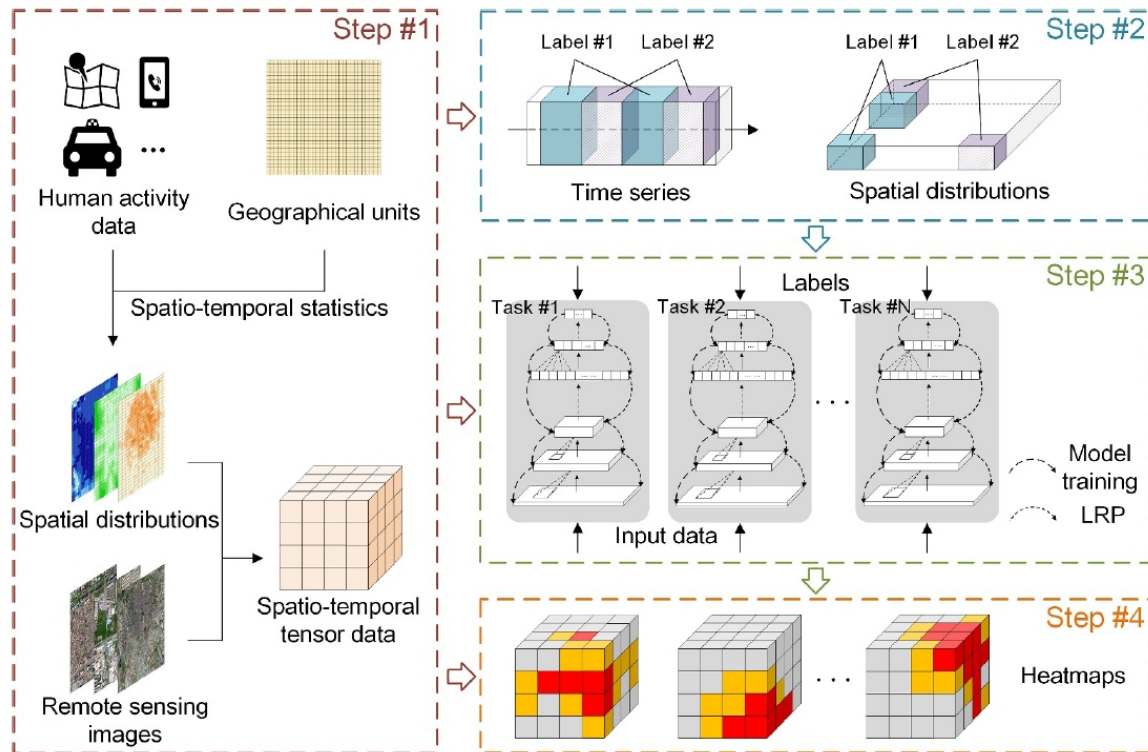 Step #1
...
Human activity
data
Geographical units
Spatio-temporal statistics
Spatial distributions
Remote sensing
images
Spatio-temporal
tensor data
Step #2
Label #1 Label #2
Time series
Label #1 Label #2
Spatial distributions
Step #3
Labels
Task #1 Task #2 Task #N
...
Input data
Model
training
LRP
Step #4
...
Heatmaps